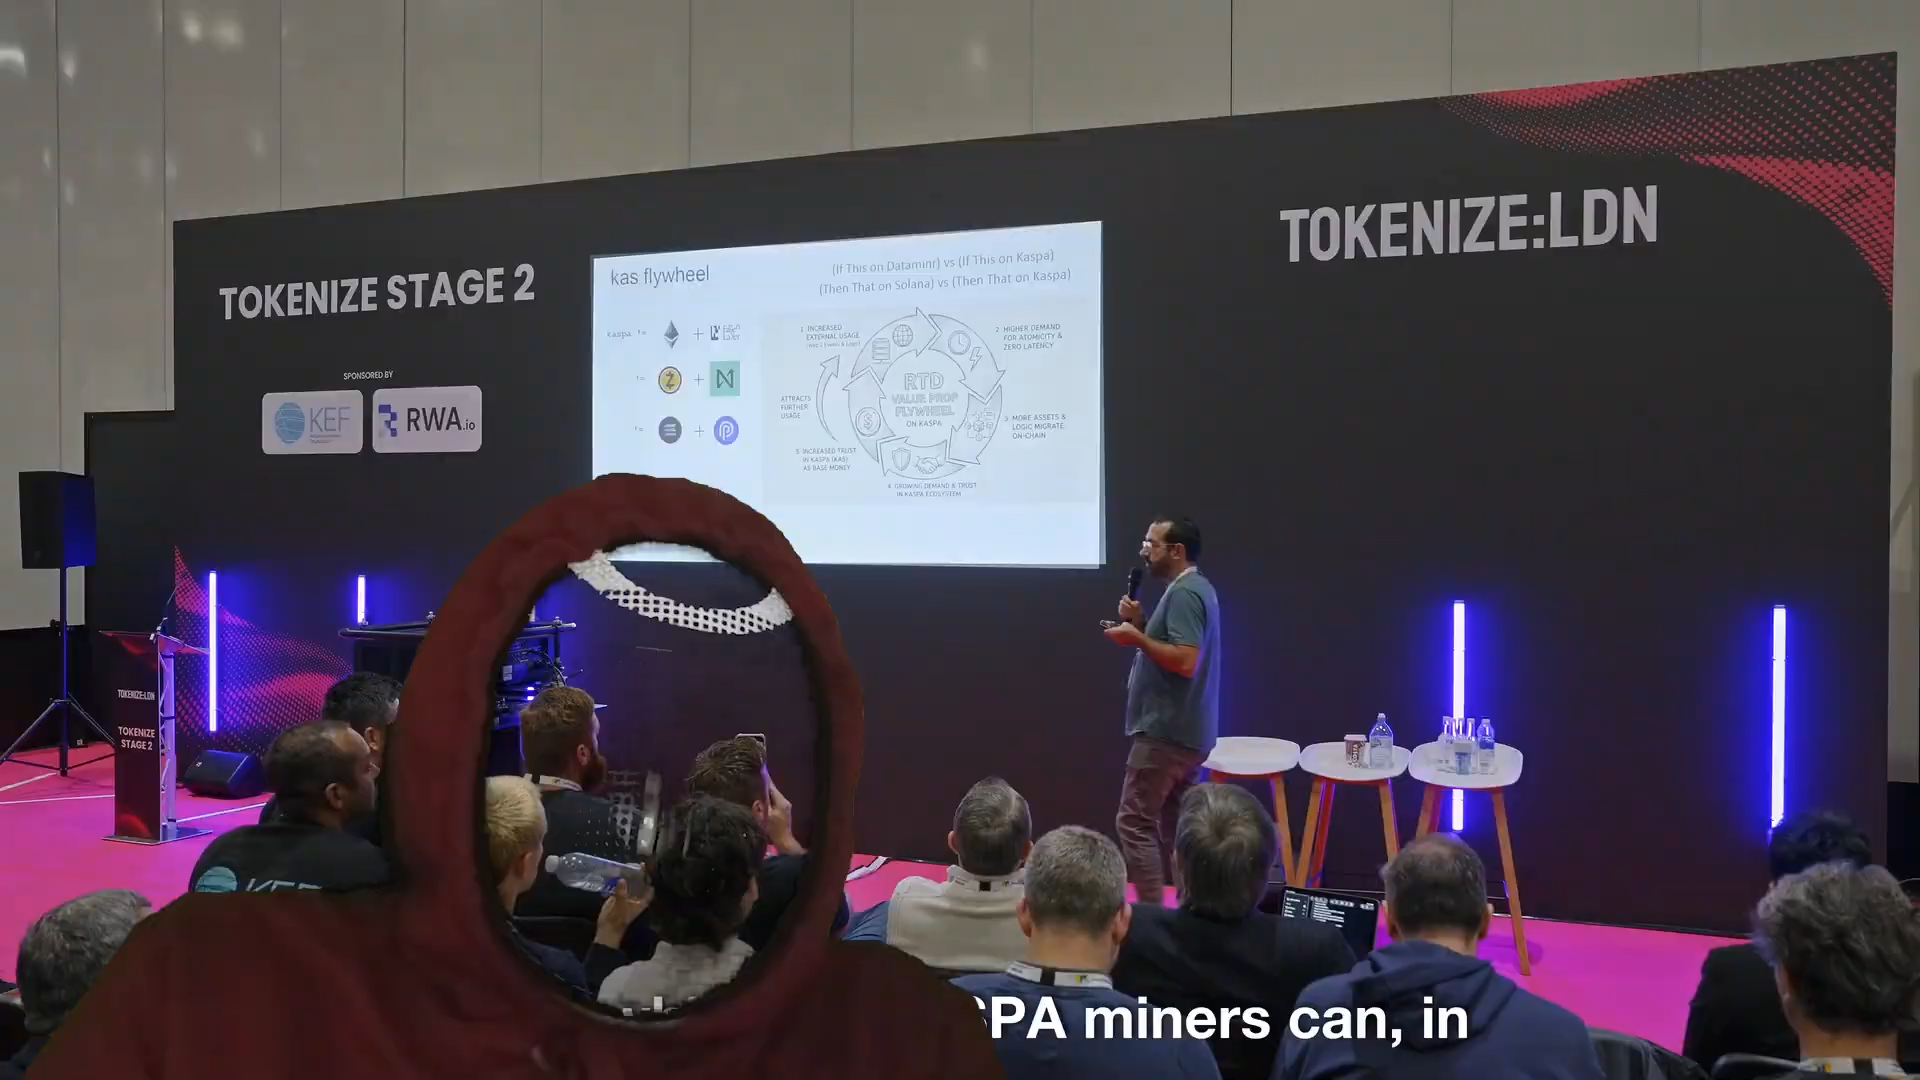 TOKENIZE:LDN
TOKENIZE STAGE 2
SPONSORED BY
KEF
RWA.io
kas flywheel
(If This on Dataminr) vs (If This on Kaspa)
(Then That on Solana) vs (Then That on Kaspa)
kaspa !=
+
!=
+
!=
+
1. INCREASED
EXTERNAL USAGE
2. HIGHER DEMAND
FOR ATOMICITY &
ZERO LATENCY
RTD
VALUE PROP
FLYWHEEL
ON KASPA
ATTRACTS
FURTHER
USAGE
3. MORE ASSETS &
LOGIC MIGRATE
ON-CHAIN
5. INCREASED TRUST
IN KASPA (KAS)
AS BASE MONEY
4. GROWING DEMAND & TRUST
IN KASPA ECOSYSTEM
TOKENIZE:LDN
TOKENIZE
STAGE 2
KEF
COSTA
SPA miners can, in